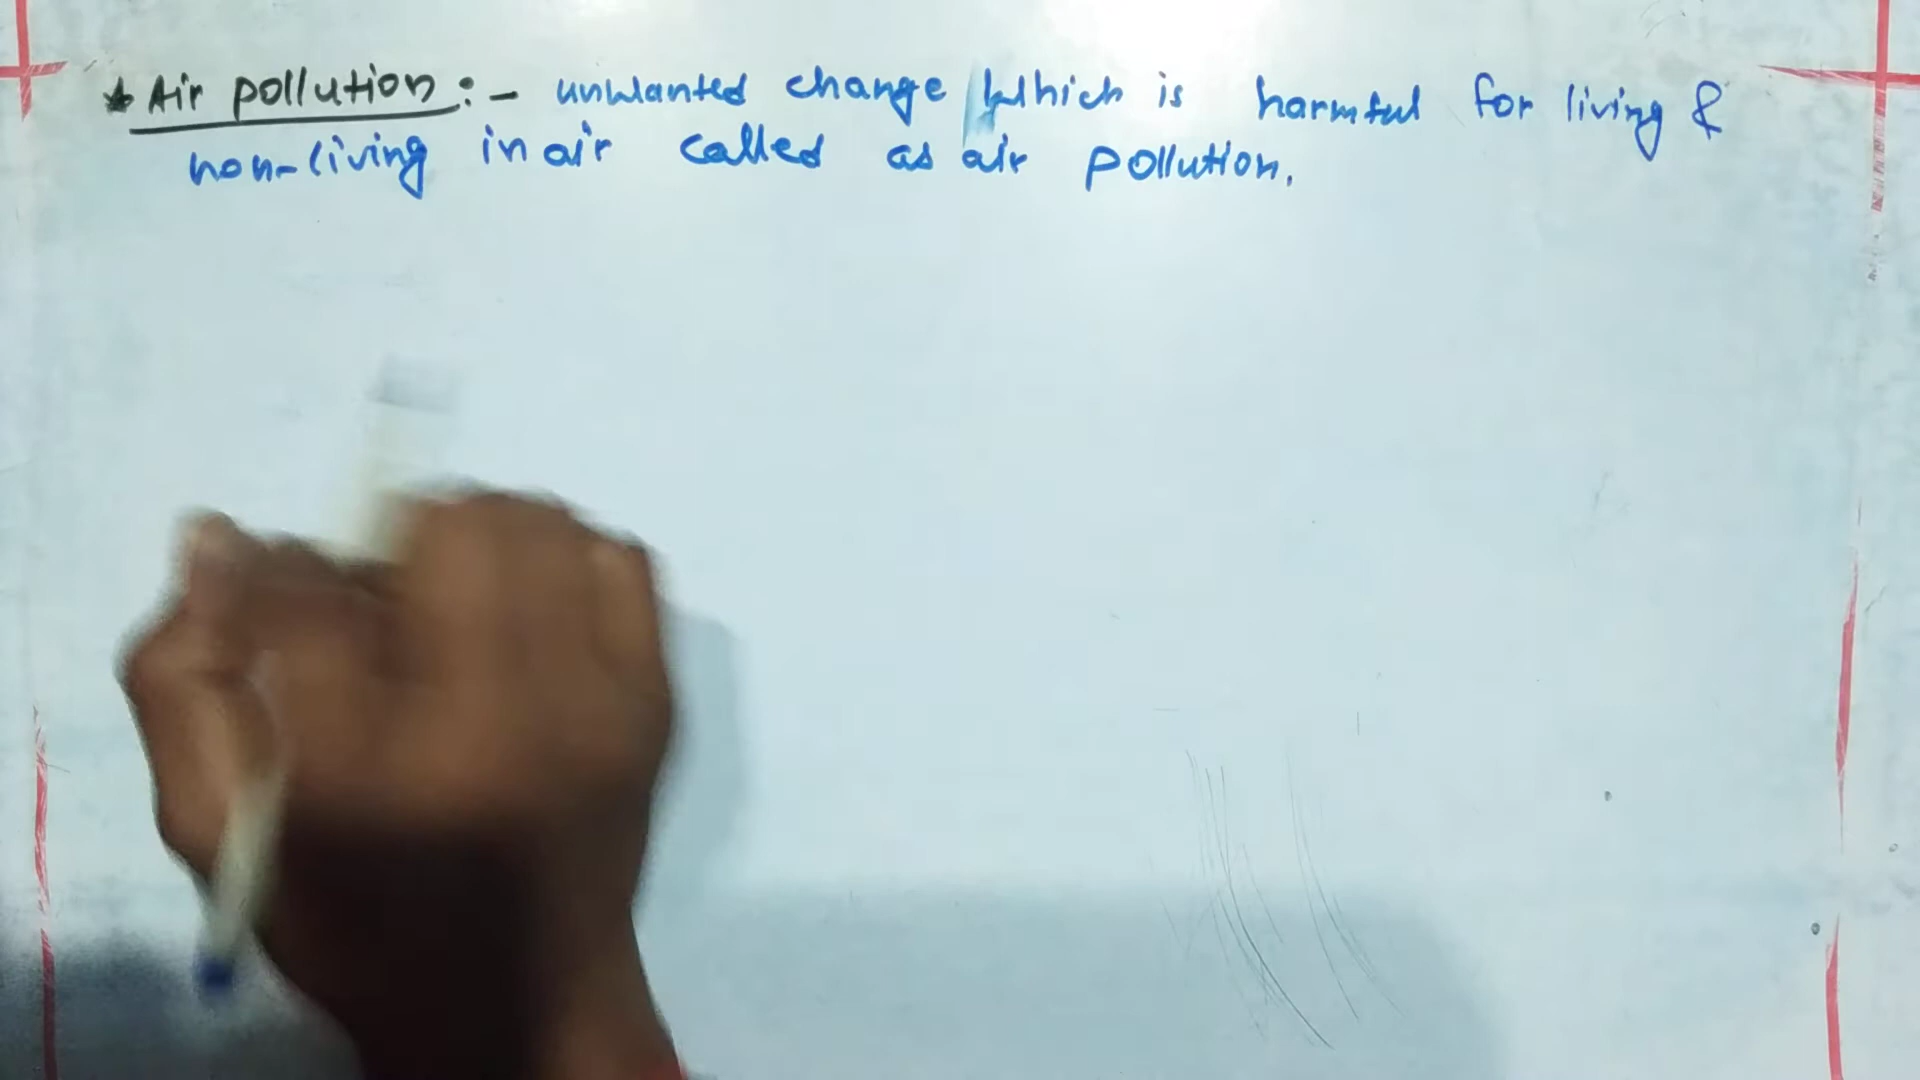 * Air pollution :- unwanted change which is harmful for living &
non-living in air called as air pollution.